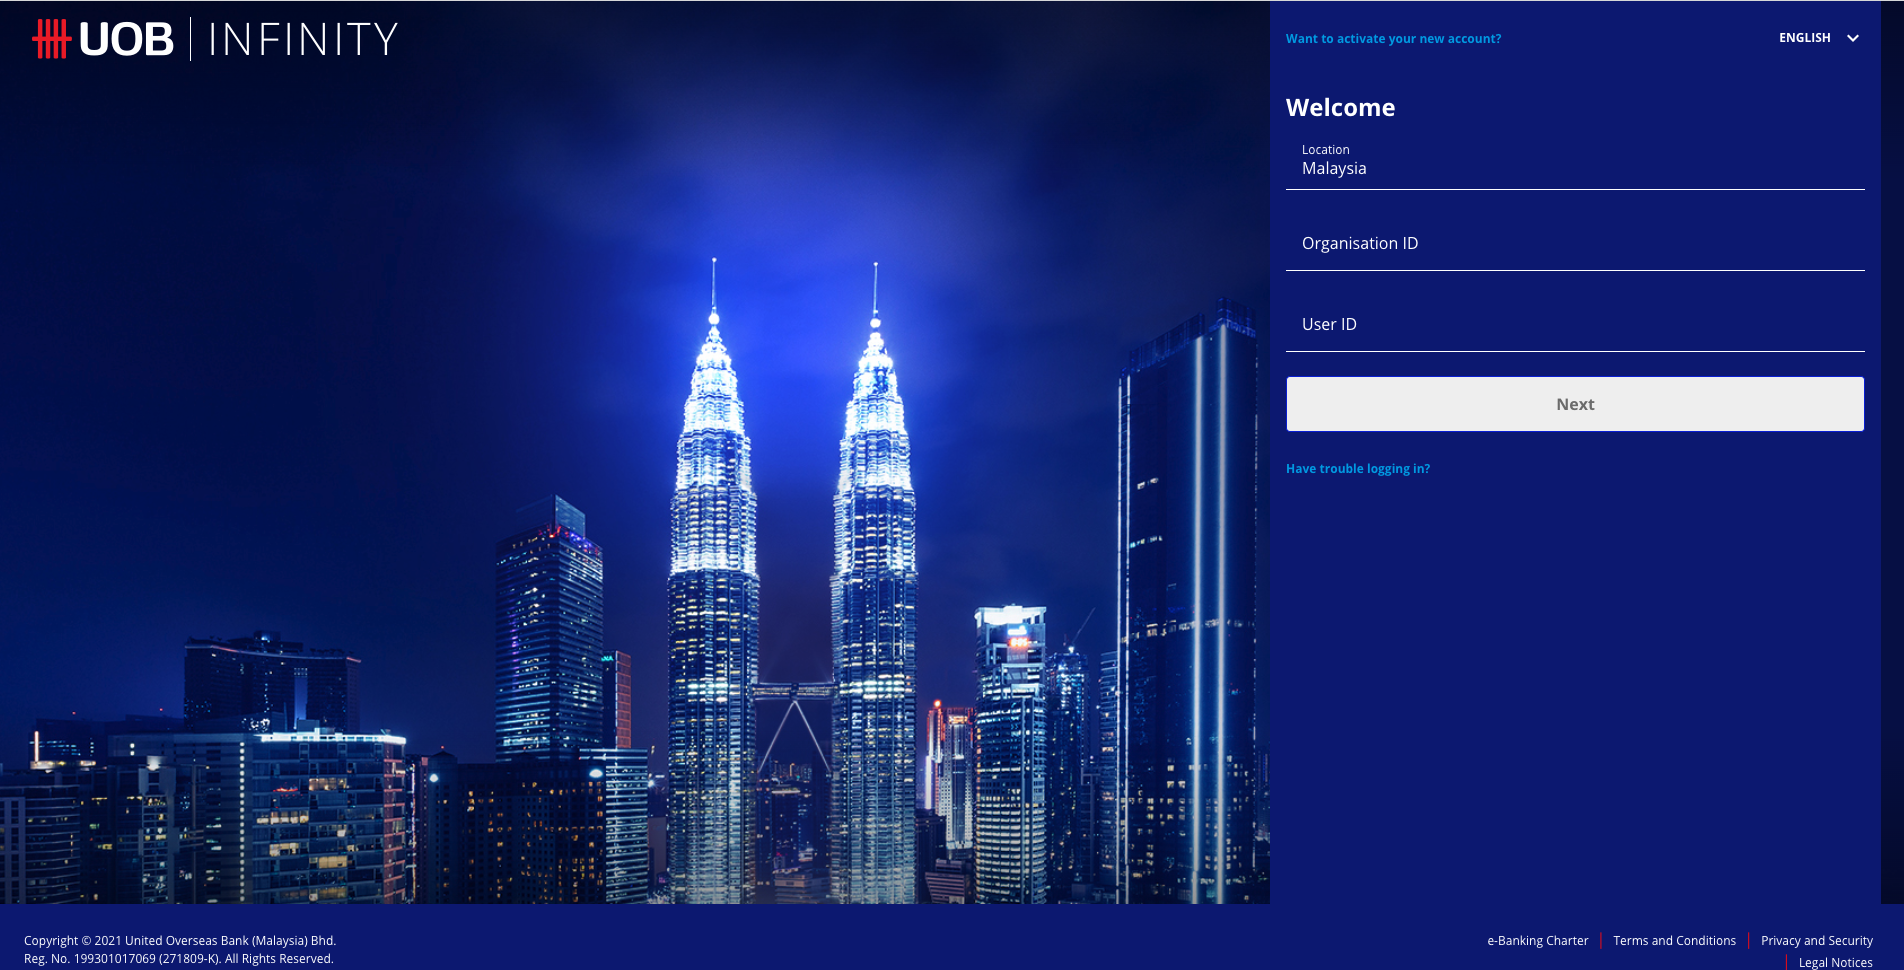 UOB INFINITY
Want to activate your new account?
ENGLISH
Welcome
Location
Malaysia
Organisation ID
User ID
Next
Have trouble logging in?
Copyright © 2021 United Overseas Bank (Malaysia) Bhd.
Reg. No. 199301017069 (271809-K). All Rights Reserved.
e-Banking Charter
Terms and Conditions
Privacy and Security
Legal Notices